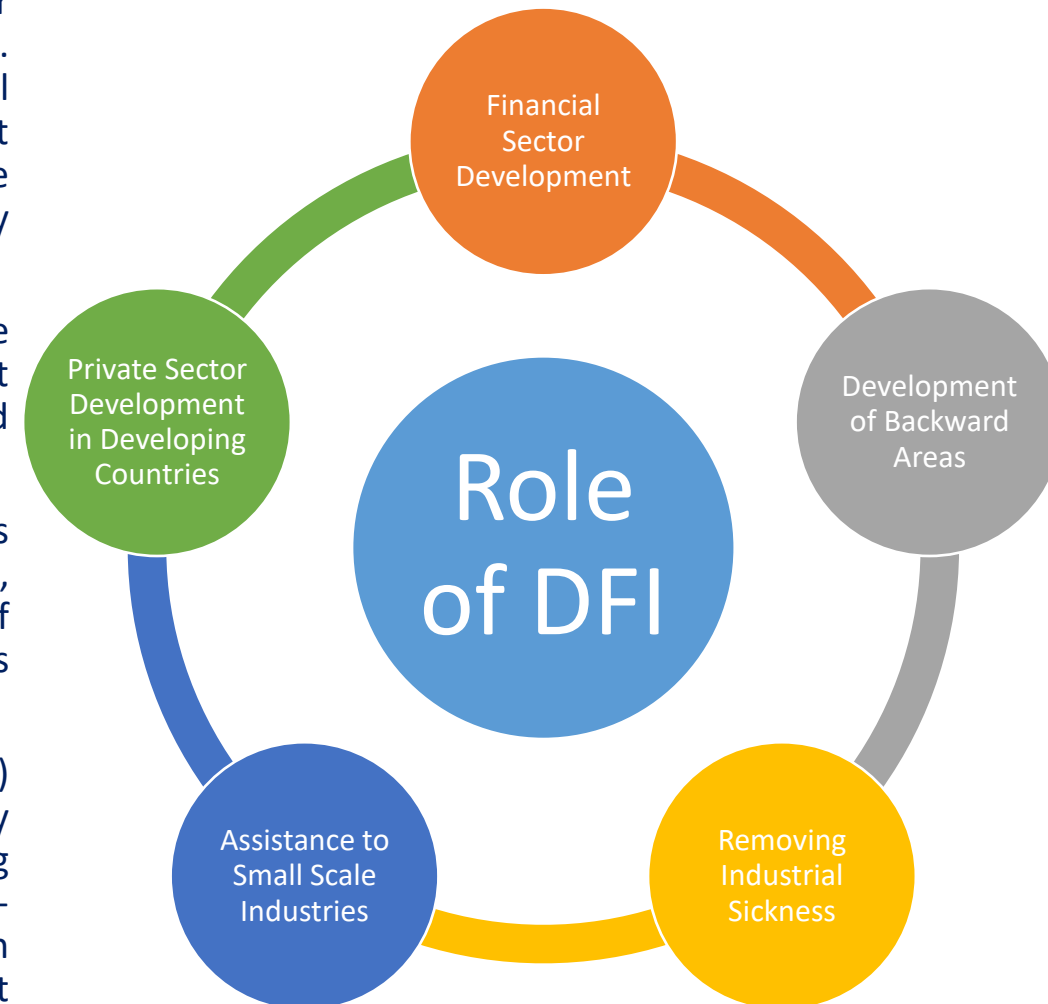 Financial
Sector
Development
Development
of Backward
Areas
Removing
Industrial
Sickness
Assistance to
Small Scale
Industries
Private Sector
Development
in Developing
Countries
Role
of DFI